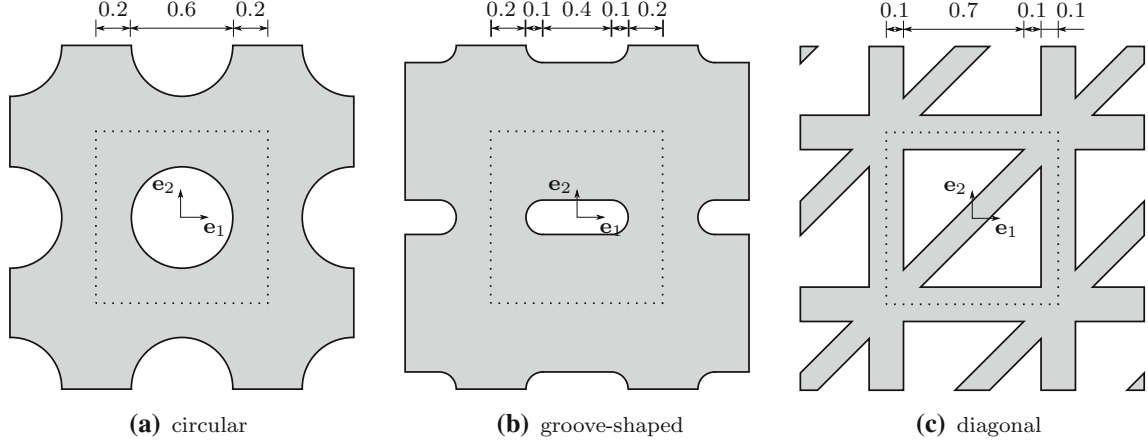 0.2 0.6 0.2
e₂
e₁
(a) circular
0.2 0.1 0.4 0.1 0.2
e₂
e₁
(b) groove-shaped
0.1 0.7 0.1 0.1
e₂
e₁
(c) diagonal